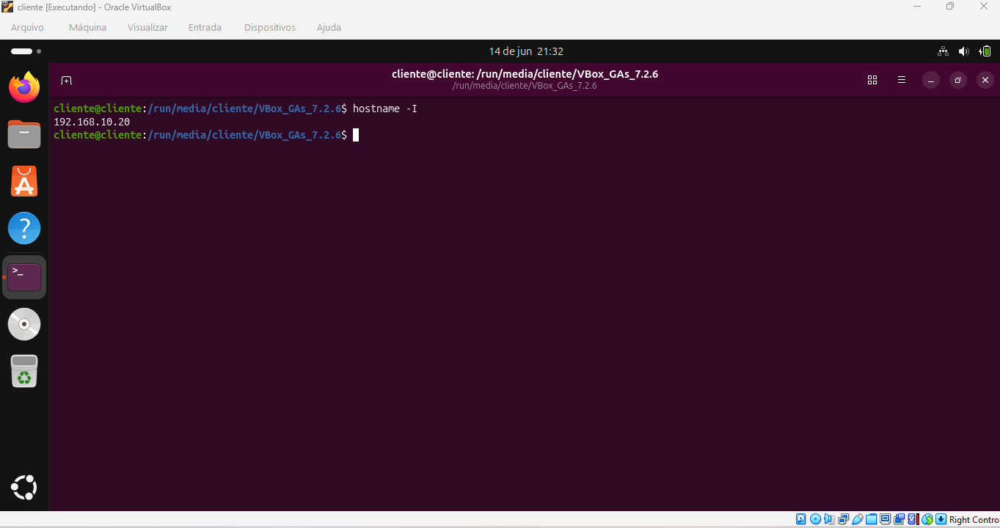 cliente [Executando] - Oracle VirtualBox
Arquivo Máquina Visualizar Entrada Dispositivos Ajuda
14 de jun 21:32
cliente@cliente: /run/media/cliente/VBox_GAs_7.2.6
/run/media/cliente/VBox_GAs_7.2.6
cliente@cliente:/run/media/cliente/VBox_GAs_7.2.6$ hostname -I
192.168.10.20
cliente@cliente:/run/media/cliente/VBox_GAs_7.2.6$
Right Contro